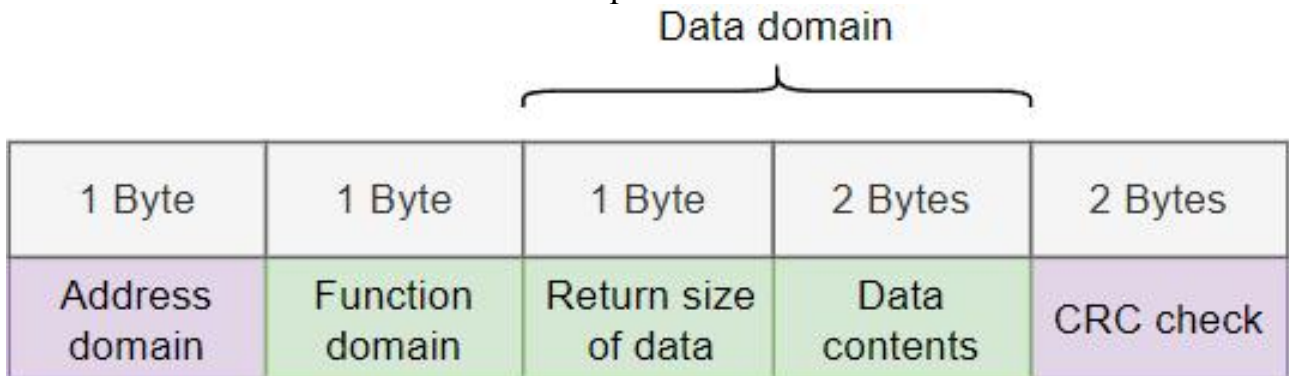 Data domain
1 Byte 1 Byte 1 Byte 2 Bytes 2 Bytes
Address domain Function domain Return size of data Data contents CRC check